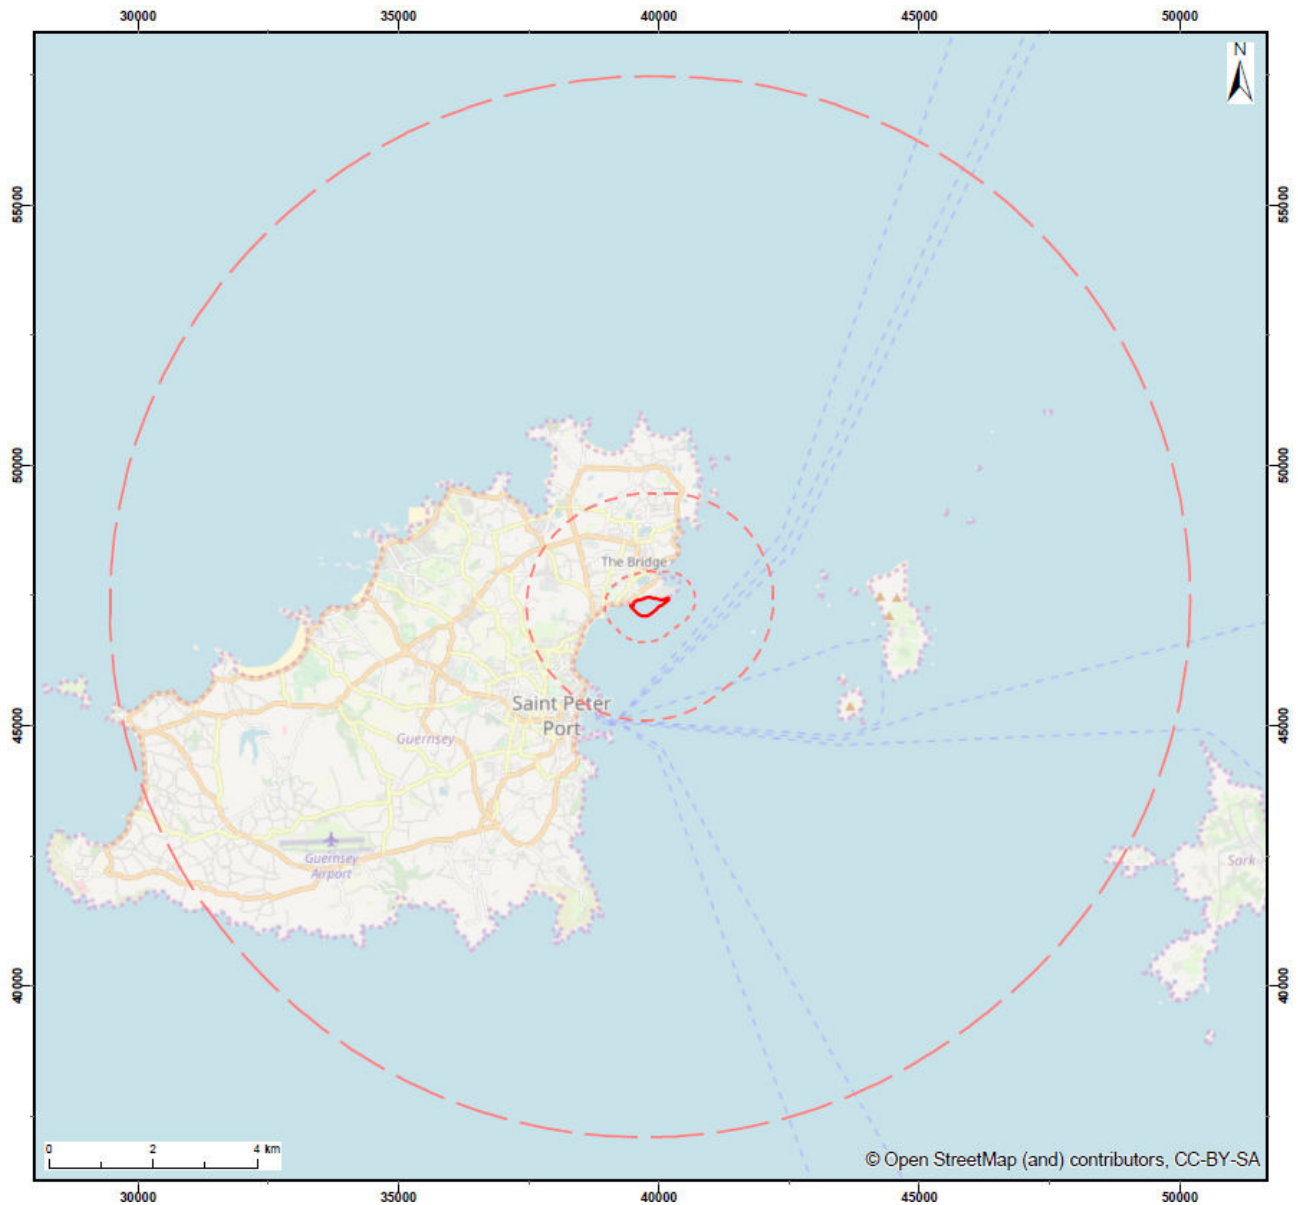 30000 35000 40000 45000 50000
N
55000 55000
50000 50000
The Bridge
Saint Peter
Port
45000 45000
Guernsey
Guernsey
Airport
Sark
40000 40000
0 2 4 km
© Open StreetMap (and) contributors, CC-BY-SA
30000 35000 40000 45000 50000